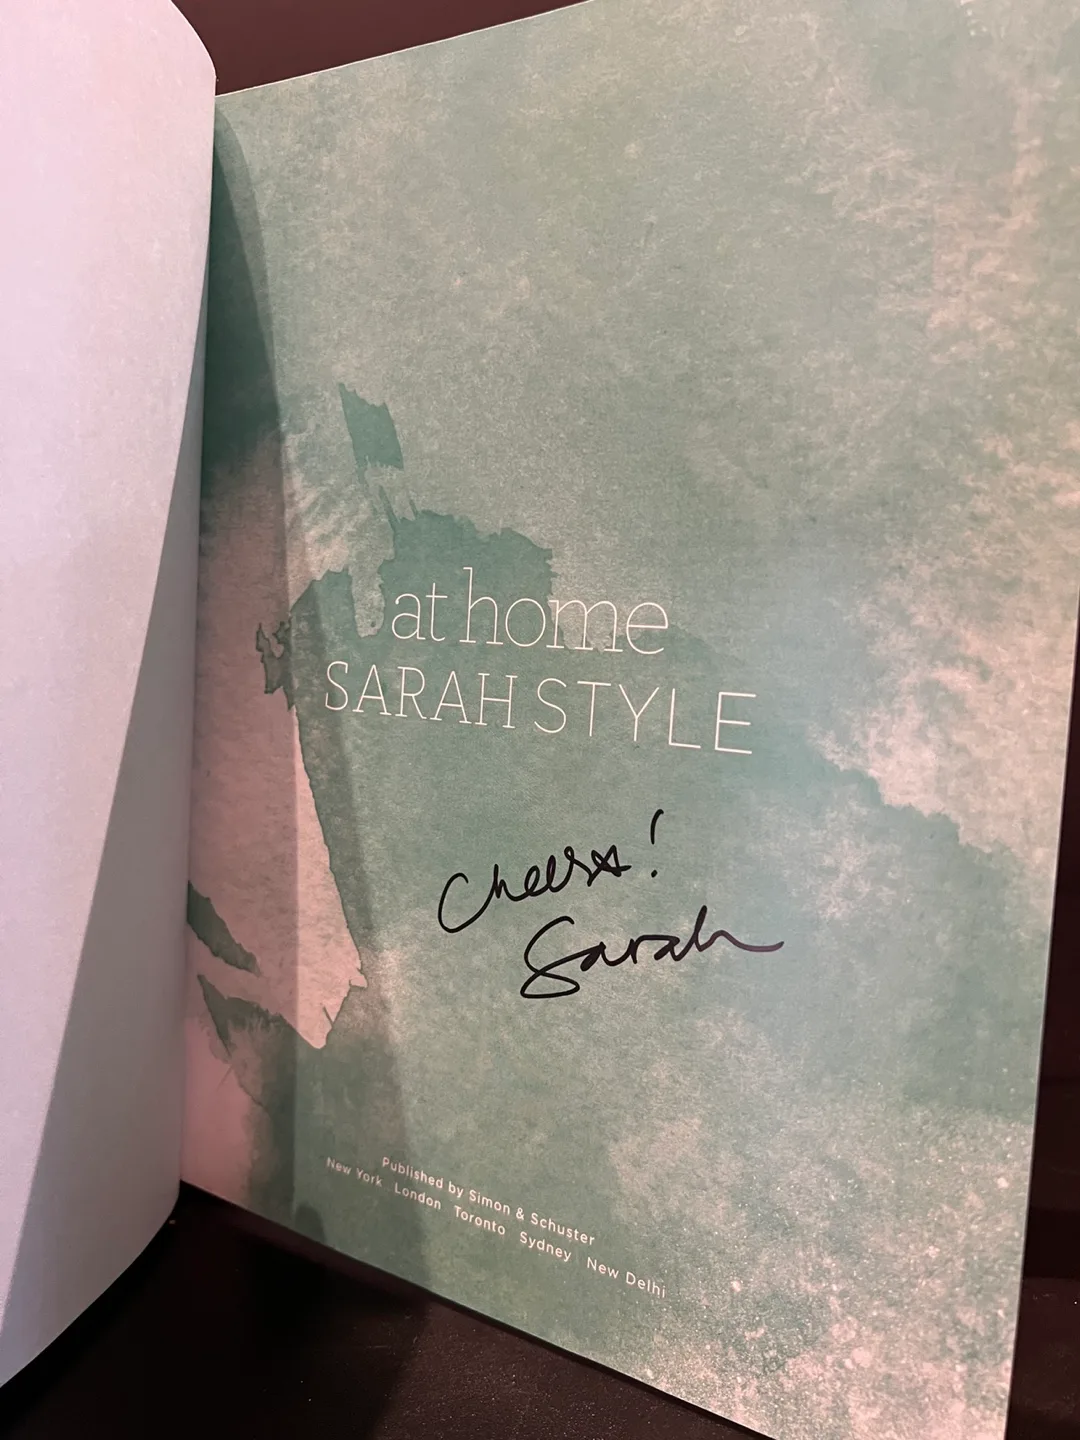 at home
SARAH STYLE
Cheers!
Sarah
Published by Simon & Schuster
New York London Toronto Sydney New Delhi